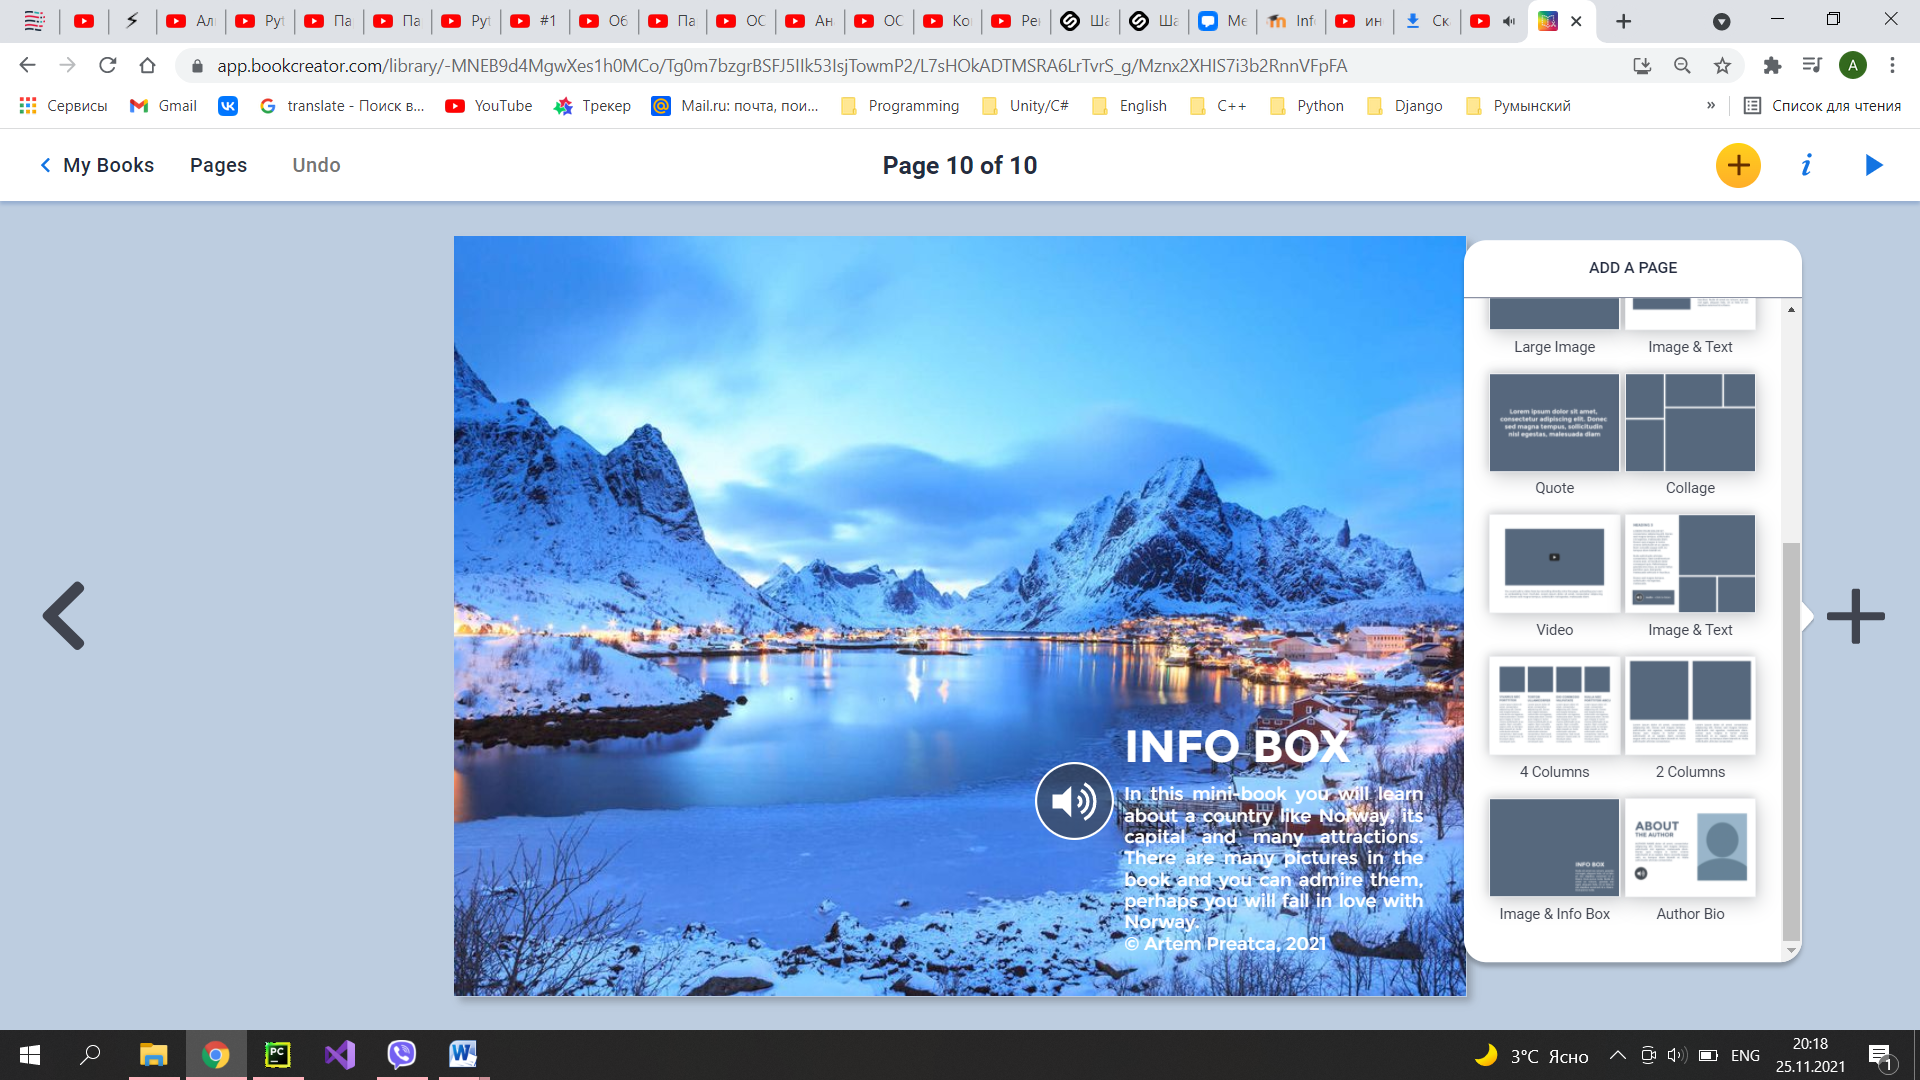 Ал
Pyt
Па
Па
Pyt
#1
Об
Па
ОС
Ан
ОС
Ко
Рек
Ша
Ша
Ме
Info
ин
Ск
app.bookcreator.com/library/-MNEB9d4MgwXes1h0MCo/Tg0m7bzgrBSFJ5IIk53IsjTowmP2/L7sHOkADTMSRA6LrTvrS_g/Mznx2XHlS7i3b2RnnVFpFA
A
Сервисы Gmail translate - Поиск в... YouTube Трекер Mail.ru: почта, пои... Programming Unity/C# English C++ Python Django Румынский » Список для чтения
My Books Pages Undo Page 10 of 10 i
ADD A PAGE
Large Image Image & Text
Lorem ipsum dolor sit amet,
consectetur adipiscing elit. Donec
sed magna tempus, sollicitudin
nisl egestas, malesuada diam
Quote Collage
Video Image & Text
4 Columns 2 Columns
INFO BOX
ABOUT
THE AUTHOR
Image & Info Box Author Bio
INFO BOX
In this mini-book you will learn
about a country like Norway, its
capital and many attractions.
There are many pictures in the
book and you can admire them,
perhaps you will fall in love with
Norway.
© Artem Preatca, 2021
PC
W
3°C Ясно ENG
20:18
25.11.2021
1